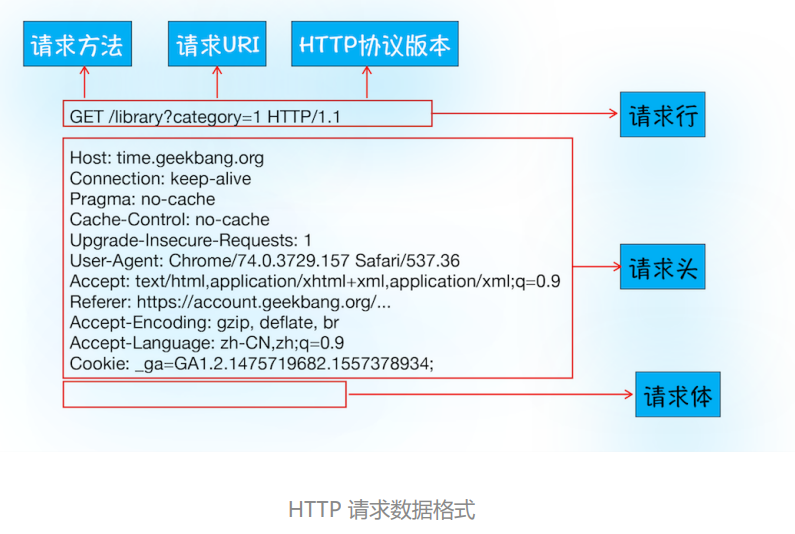 请求方法 请求URI HTTP协议版本
GET /library?category=1 HTTP/1.1
请求行
Host: time.geekbang.org
Connection: keep-alive
Pragma: no-cache
Cache-Control: no-cache
Upgrade-Insecure-Requests: 1
User-Agent: Chrome/74.0.3729.157 Safari/537.36
Accept: text/html,application/xhtml+xml,application/xml;q=0.9
Referer: https://account.geekbang.org/...
Accept-Encoding: gzip, deflate, br
Accept-Language: zh-CN,zh;q=0.9
Cookie: _ga=GA1.2.1475719682.1557378934;
请求头
请求体
HTTP 请求数据格式